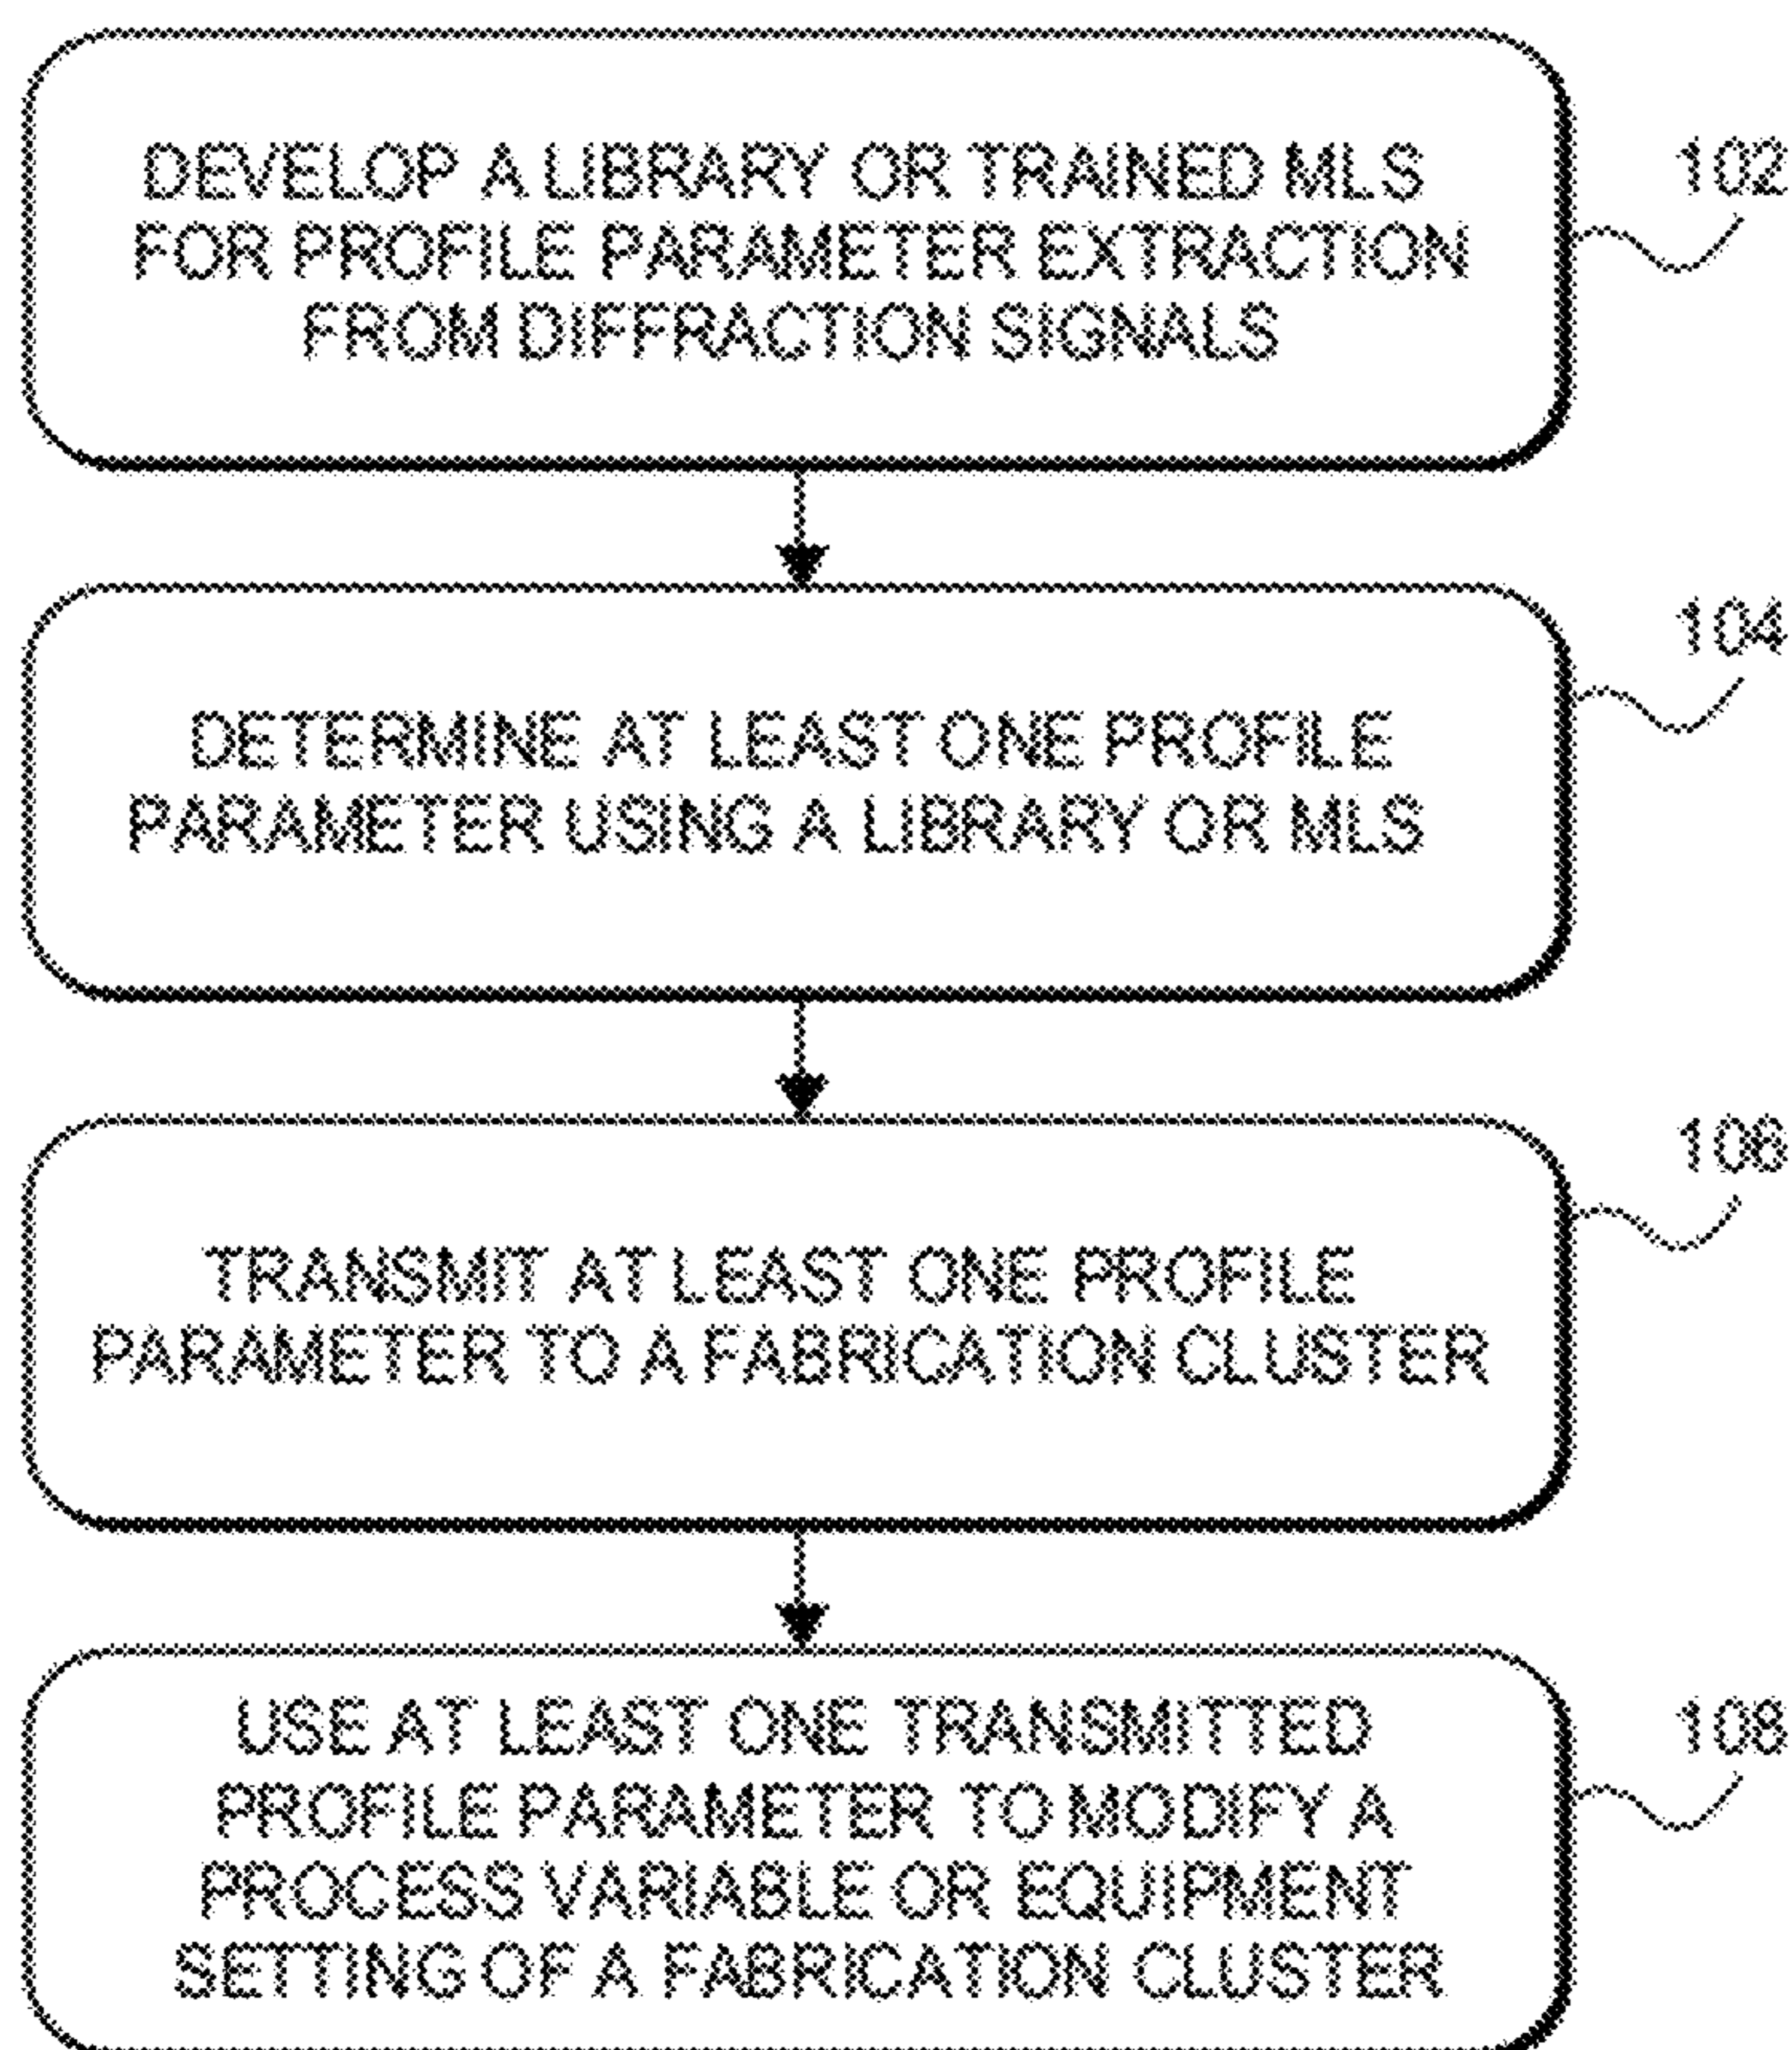 DEVELOP A LIBRARY OR TRAINED MLS
FOR PROFILE PARAMETER EXTRACTION
FROM DIFFRACTION SIGNALS
102
DETERMINE AT LEAST ONE PROFILE
PARAMETER USING A LIBRARY OR MLS
104
TRANSMIT AT LEAST ONE PROFILE
PARAMETER TO A FABRICATION CLUSTER
106
USE AT LEAST ONE TRANSMITTED
PROFILE PARAMETER TO MODIFY A
PROCESS VARIABLE OR EQUIPMENT
SETTING OF A FABRICATION CLUSTER
108